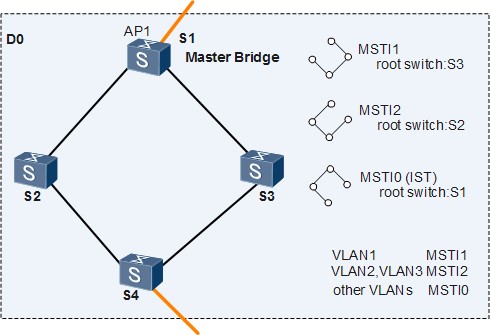 AP1
S1
D0
Master Bridge
MSTI1
root switch:S3
MSTI2
root switch:S2
S
S
S
S2
S3
MSTI0 (IST)
root switch:S1
S
S4
VLAN1 MSTI1
VLAN2,VLAN3 MSTI2
other VLANs MSTI0